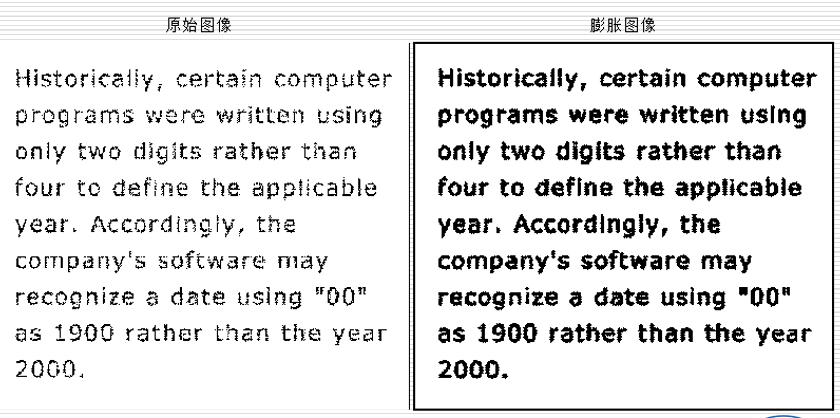 原始图像
Historically, certain computer
programs were written using
only two digits rather than
four to define the applicable
year. Accordingly, the
company's software may
recognize a date using "00"
as 1900 rather than the year
2000.
膨胀图像
Historically, certain computer
programs were written using
only two digits rather than
four to define the applicable
year. Accordingly, the
company's software may
recognize a date using "00"
as 1900 rather than the year
2000.